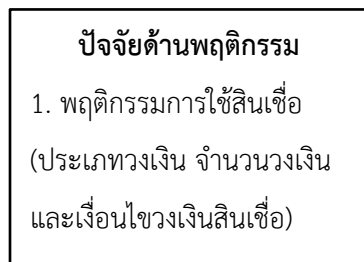 ปัจจัยด้านพฤติกรรม
1. พฤติกรรมการใช้สินเชื่อ
(ประเภทวงเงิน จำนวนวงเงิน
และเงื่อนไขวงเงินสินเชื่อ)